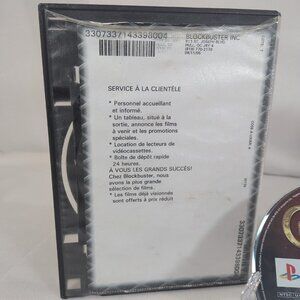 33073371433980045 BLOCKBUSTER INC.
SERVICE À LA CLIENTÈLE
* Personnel accueillant
et informé.
* Un tableau, situé à la
sortie, annonce les films
à venir et les promotions
spéciales.
* Location de lecteurs de
vidéocassettes.
* Boîte de dépôt rapide
24 heures.
À VOUS LES GRANDS SUCCÈS!
Chez Blockbuster, nous
avons la plus grande
sélection de films.
* Les films déjà visionnés
sont offerts à prix réduit